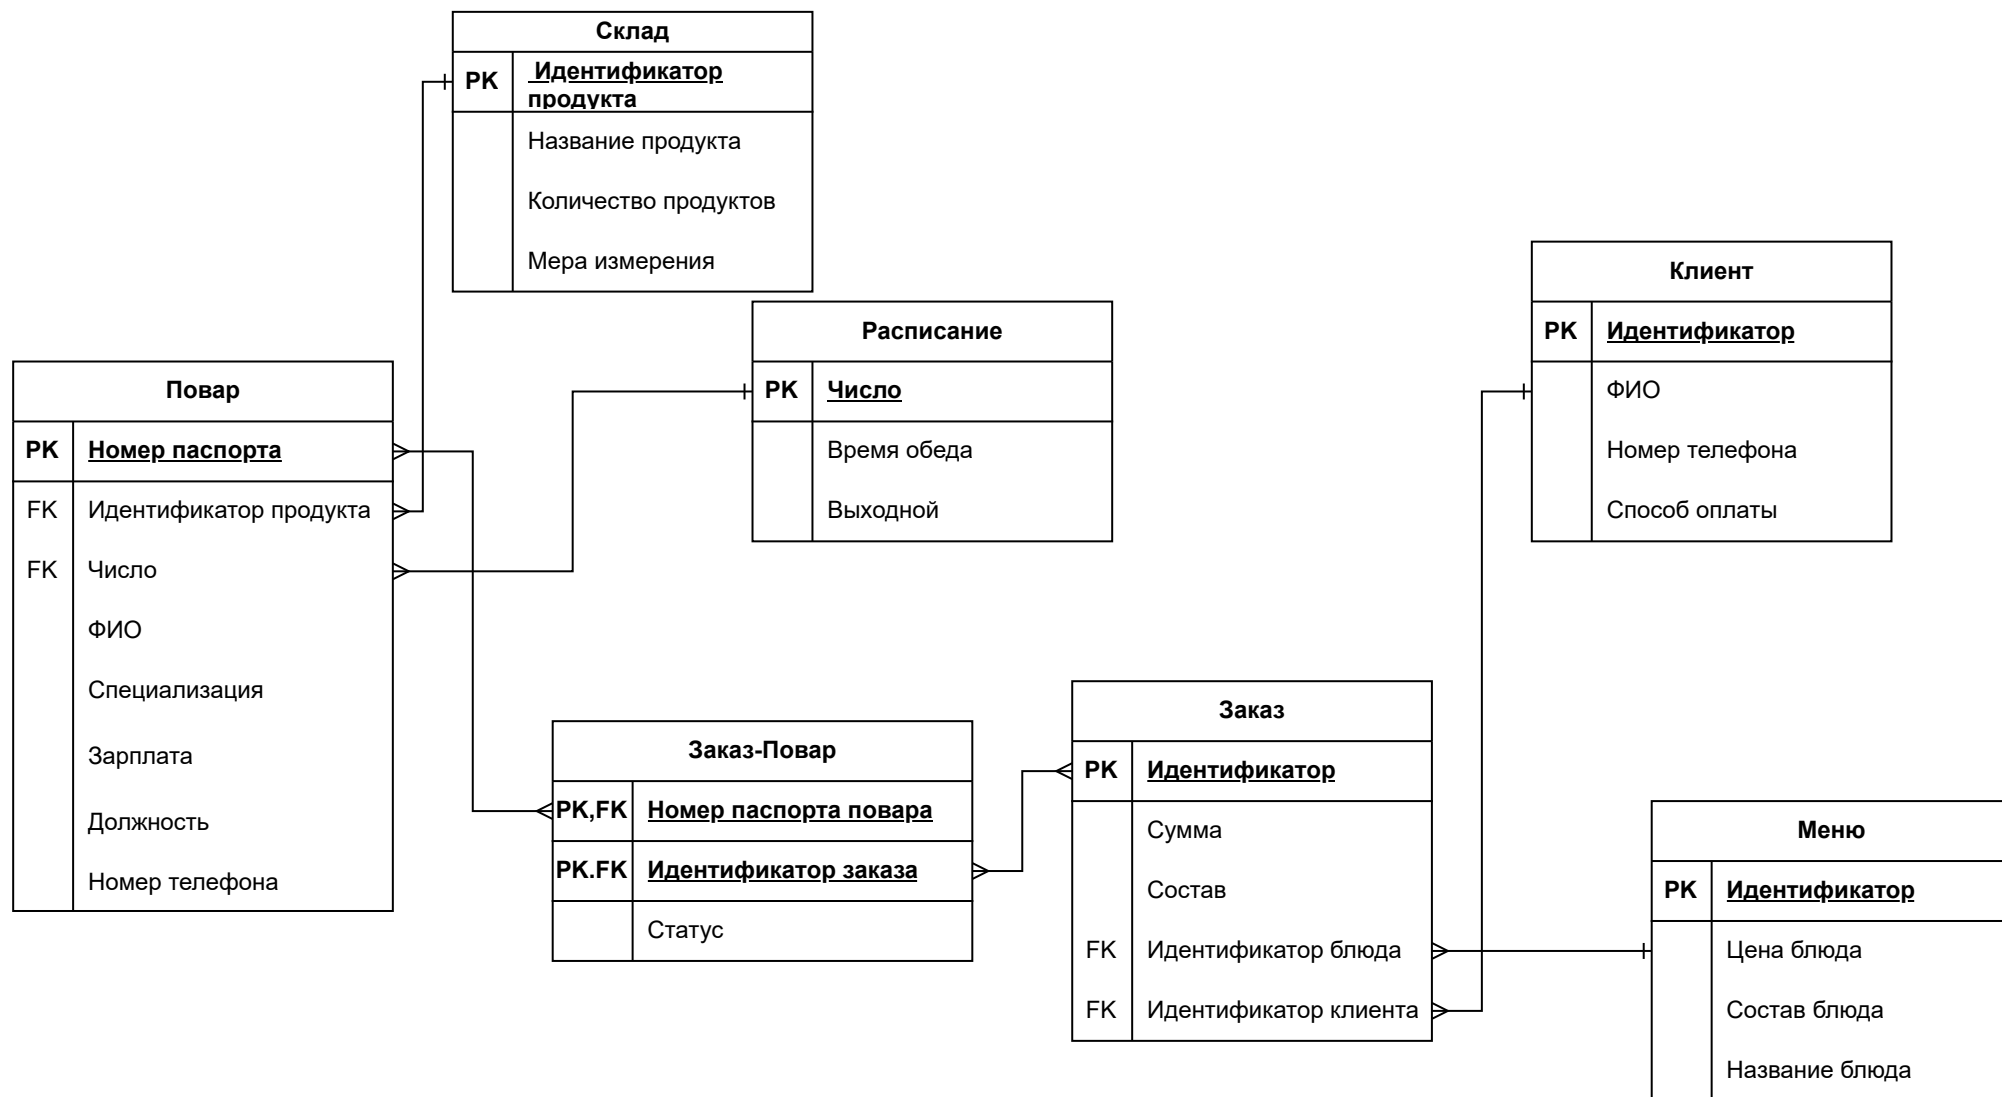 Склад
PK Идентификатор
продукта
Название продукта
Количество продуктов
Мера измерения
Расписание
PK Число
Время обеда
Выходной
Клиент
PK Идентификатор
ФИО
Номер телефона
Способ оплаты
Повар
PK Номер паспорта
FK Идентификатор продукта
FK Число
ФИО
Специализация
Зарплата
Должность
Номер телефона
Заказ-Повар
PK,FK Номер паспорта повара
PK.FK Идентификатор заказа
Статус
Заказ
PK Идентификатор
Сумма
Состав
FK Идентификатор блюда
FK Идентификатор клиента
Меню
PK Идентификатор
Цена блюда
Состав блюда
Название блюда